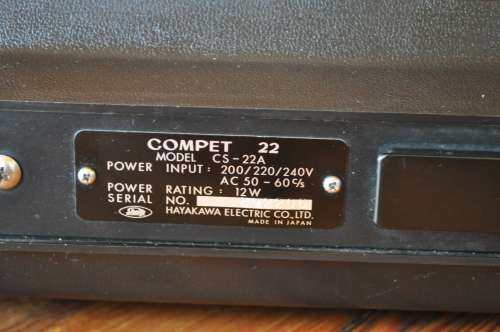 COMPET 22
MODEL CS-22A
POWER INPUT: 200/220/240V
AC 50-60 c/s
POWER RATING: 12W
SERIAL NO.
HAYAKAWA ELECTRIC CO., LTD.
MADE IN JAPAN